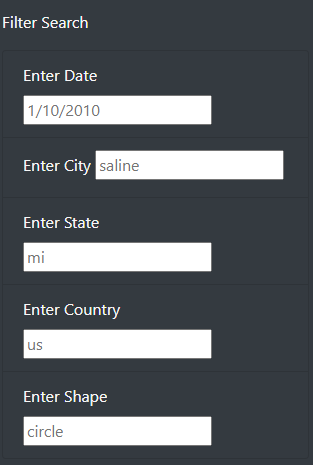 Filter Search
Enter Date
1/10/2010
Enter City saline
Enter State
mi
Enter Country
us
Enter Shape
circle